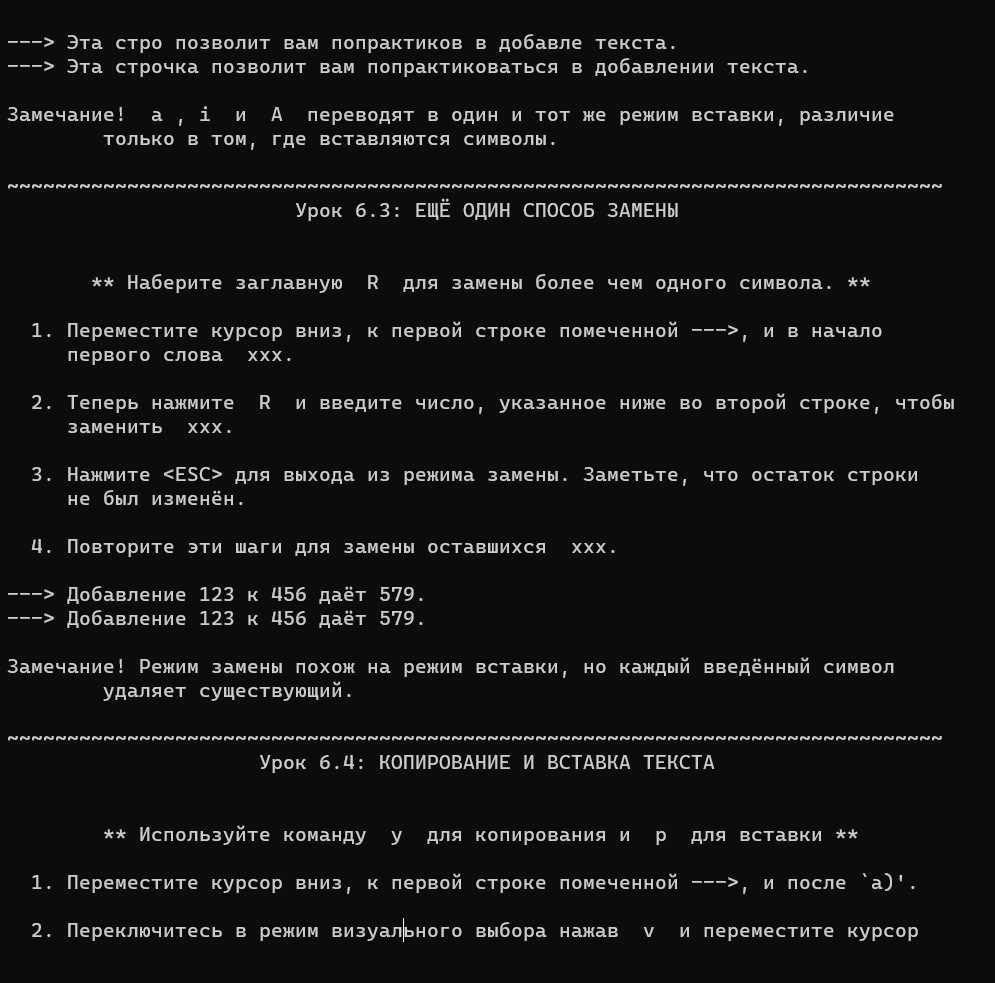 ---> Эта стро позволит вам попрактиков в добавле текста.
---> Эта строчка позволит вам попрактиковаться в добавлении текста.
Замечание!  a , i  и  A  переводят в один и тот же режим вставки, различие
только в том, где вставляются символы.
~~~~~~~~~~~~~~~~~~~~~~~~~~~~~~~~~~~~~~~~~~~~~~~~~~~~~~~~~~~~~~~~~~~~~~~~~~~~~~
Урок 6.3: ЕЩЁ ОДИН СПОСОБ ЗАМЕНЫ
** Наберите заглавную  R  для замены более чем одного символа. **
1. Переместите курсор вниз, к первой строке помеченной --->, и в начало
первого слова  xxx.
2. Теперь нажмите  R  и введите число, указанное ниже во второй строке, чтобы
заменить  xxx.
3. Нажмите <ESC> для выхода из режима замены. Заметьте, что остаток строки
не был изменён.
4. Повторите эти шаги для замены оставшихся  xxx.
---> Добавление 123 к 456 даёт 579.
---> Добавление 123 к 456 даёт 579.
Замечание! Режим замены похож на режим вставки, но каждый введённый символ
удаляет существующий.
~~~~~~~~~~~~~~~~~~~~~~~~~~~~~~~~~~~~~~~~~~~~~~~~~~~~~~~~~~~~~~~~~~~~~~~~~~~~~~
Урок 6.4: КОПИРОВАНИЕ И ВСТАВКА ТЕКСТА
** Используйте команду  y  для копирования и  p  для вставки **
1. Переместите курсор вниз, к первой строке помеченной --->, и после `a)'.
2. Переключитесь в режим визуального выбора нажав  v  и переместите курсор